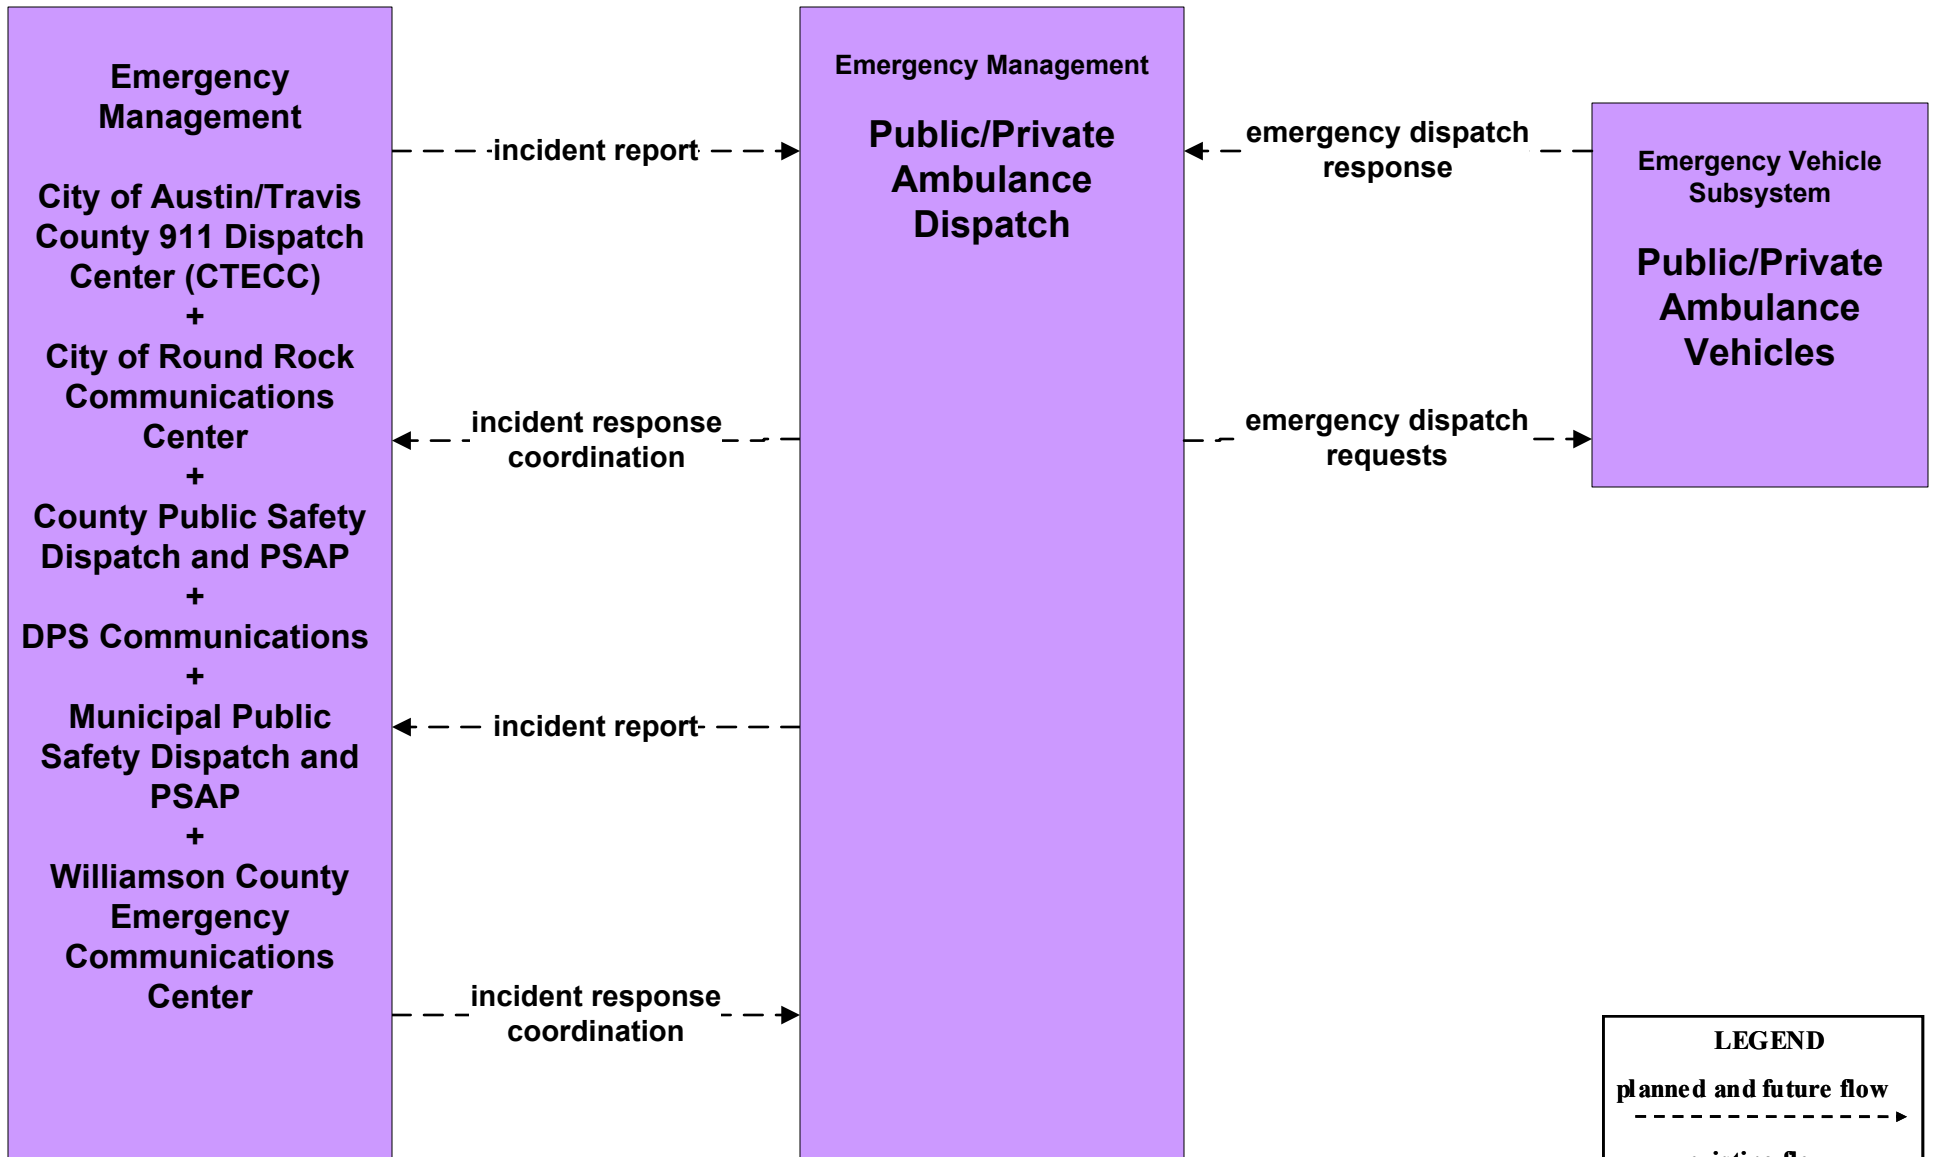 Emergency
Management
City of Austin/Travis
County 911 Dispatch
Center (CTECC)
+
City of Round Rock
Communications
Center
+
County Public Safety
Dispatch and PSAP
+
DPS Communications
+
Municipal Public
Safety Dispatch and
PSAP
+
Williamson County
Emergency
Communications
Center
incident report
incident response
coordination
incident report
incident response
coordination
Emergency Management
Public/Private
Ambulance
Dispatch
emergency dispatch
response
emergency dispatch
requests
Emergency Vehicle
Subsystem
Public/Private
Ambulance
Vehicles
LEGEND
planned and future flow